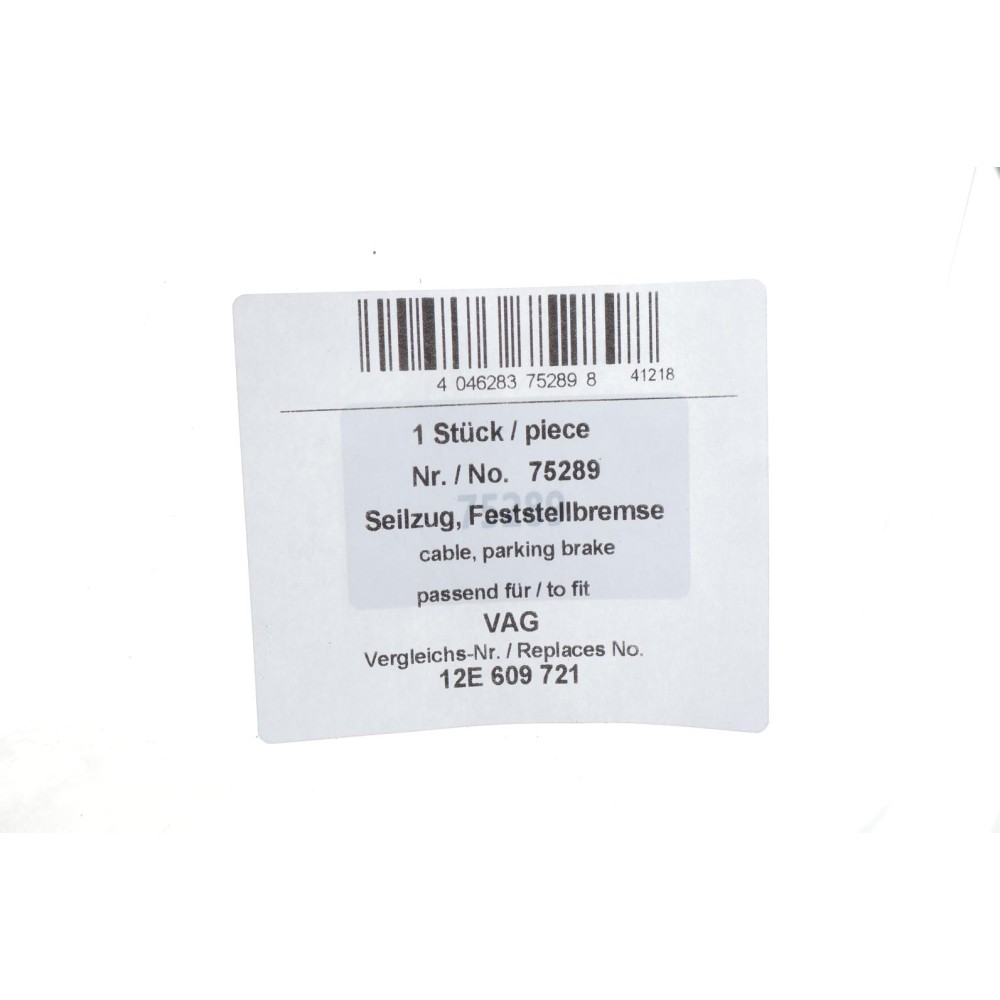 4 046283 752898 41218
1 Stück / piece
Nr. / No. 75289
75289
Seilzug, Feststellbremse
cable, parking brake
passend für / to fit
VAG
Vergleichs-Nr. / Replaces No.
12E 609 721